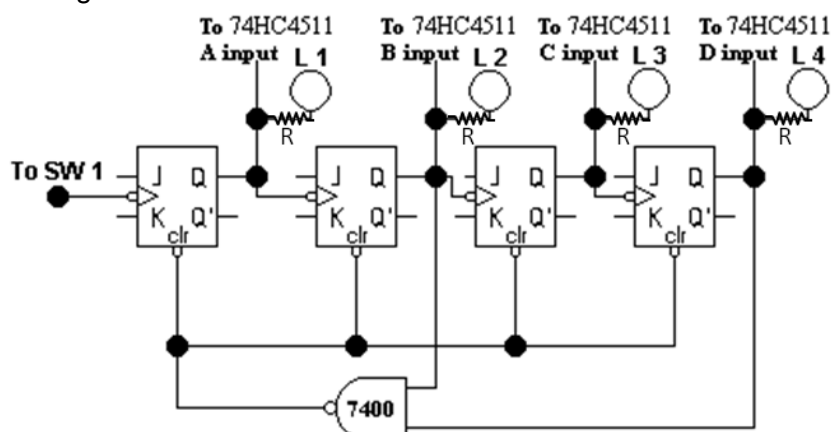 To 74HC4511 To 74HC4511 To 74HC4511 To 74HC4511
A input L 1 B input L 2 C input L 3 D input L 4
R R R R
To SW 1 J Q J Q J Q J Q
K Q' K Q' K Q' K Q'
clr clr clr clr
7400